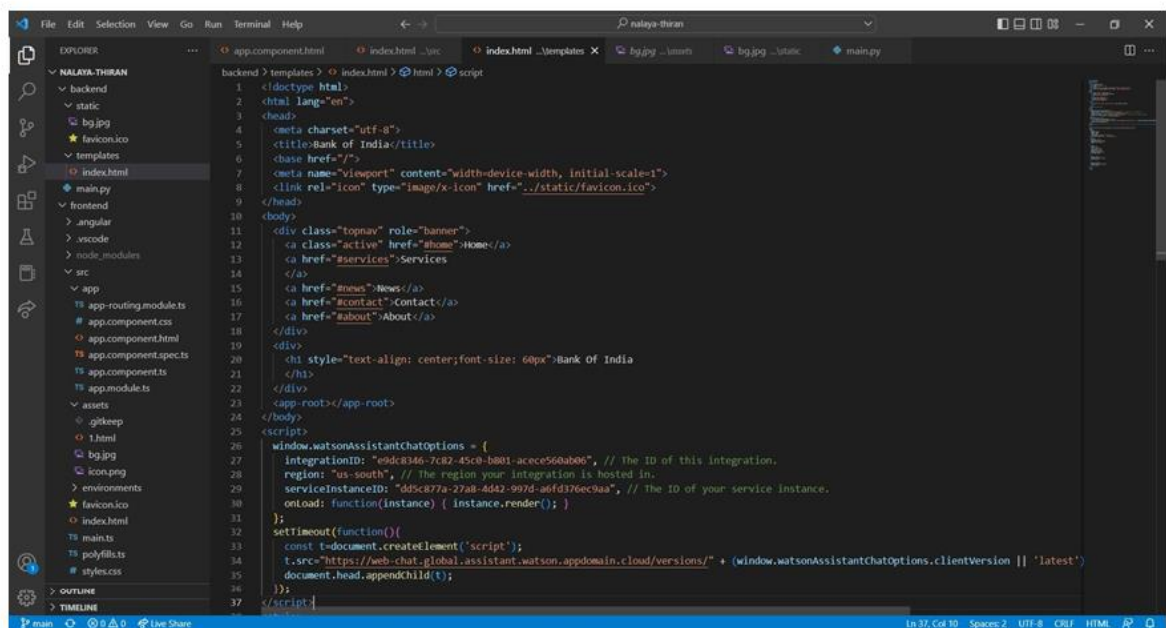 File Edit Selection View Go Run Terminal Help
nalaya-thiran
EXPLORER
app.component.html index.html ...\src index.html ...\templates bg.jpg ...\assets bg.jpg ...\static main.py
NALAYA-THIRAN
backend
static
bg.jpg
favicon.ico
templates
index.html
main.py
frontend
.angular
.vscode
node_modules
src
app
app-routing.module.ts
app.component.css
app.component.html
app.component.spec.ts
app.component.ts
app.module.ts
assets
.gitkeep
1.html
bg.jpg
icon.png
environments
favicon.ico
index.html
main.ts
polyfills.ts
styles.css
OUTLINE
TIMELINE
backend > templates > index.html > html > script
1 <!doctype html>
2 <html lang="en">
3 <head>
4 <meta charset="utf-8">
5 <title>Bank of India</title>
6 <base href="/">
7 <meta name="viewport" content="width=device-width, initial-scale=1">
8 <link rel="icon" type="image/x-icon" href="../static/favicon.ico">
9 </head>
10 <body>
11 <div class="topnav" role="banner">
12 <a class="active" href="#home">Home</a>
13 <a href="#services">Services
14 </a>
15 <a href="#news">News</a>
16 <a href="#contact">Contact</a>
17 <a href="#about">About</a>
18 </div>
19 <div>
20 <h1 style="text-align: center;font-size: 60px">Bank Of India
21 </h1>
22 </div>
23 <app-root></app-root>
24 </body>
25 <script>
26 window.watsonAssistantChatOptions = {
27 integrationID: "e9dc8346-7c82-45c0-b801-acece560ab06", // The ID of this integration.
28 region: "us-south", // The region your integration is hosted in.
29 serviceInstanceID: "dd5c877a-27a8-4d42-997d-a6fd376ec9aa", // The ID of your service instance.
30 onLoad: function(instance) { instance.render(); }
31 };
32 setTimeout(function(){
33 const t=document.createElement('script');
34 t.src="https://web-chat.global.assistant.watson.appdomain.cloud/versions/" + (window.watsonAssistantChatOptions.clientVersion || 'latest')
35 document.head.appendChild(t);
36 });
37 </script>
main 0 0 Live Share Ln 37, Col 10 Spaces: 2 UTF-8 CRLF HTML